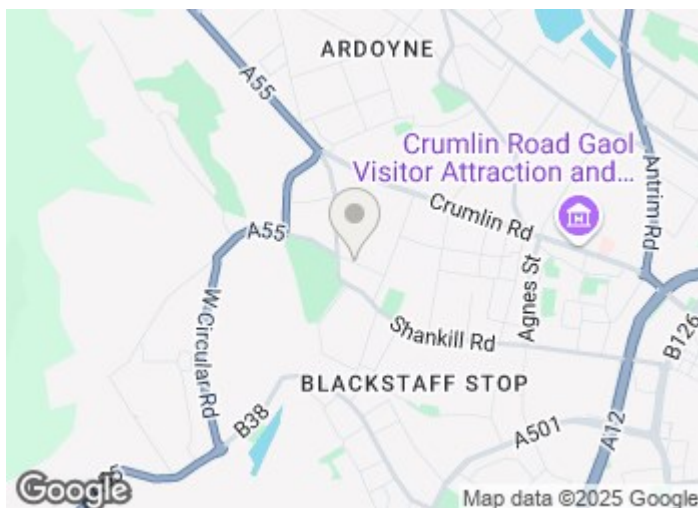 ARDOYNE
A55
Crumlin Road Gaol
Visitor Attraction and...
Antrim Rd
Crumlin Rd
A55
Agnes St
W Circular Rd
Shankill Rd
B126
BLACKSTAFF STOP
B38
A501
A12
Google
Map data ©2025 Google